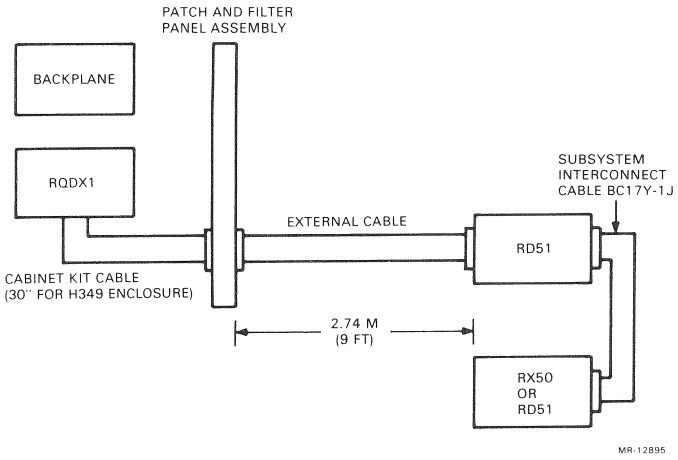 PATCH AND FILTER
PANEL ASSEMBLY
BACKPLANE
RQDX1
SUBSYSTEM
INTERCONNECT
CABLE BC17Y-1J
EXTERNAL CABLE
RD51
CABINET KIT CABLE
(30″ FOR H349 ENCLOSURE)
2.74 M
(9 FT)
RX50
OR
RD51
MR-12895